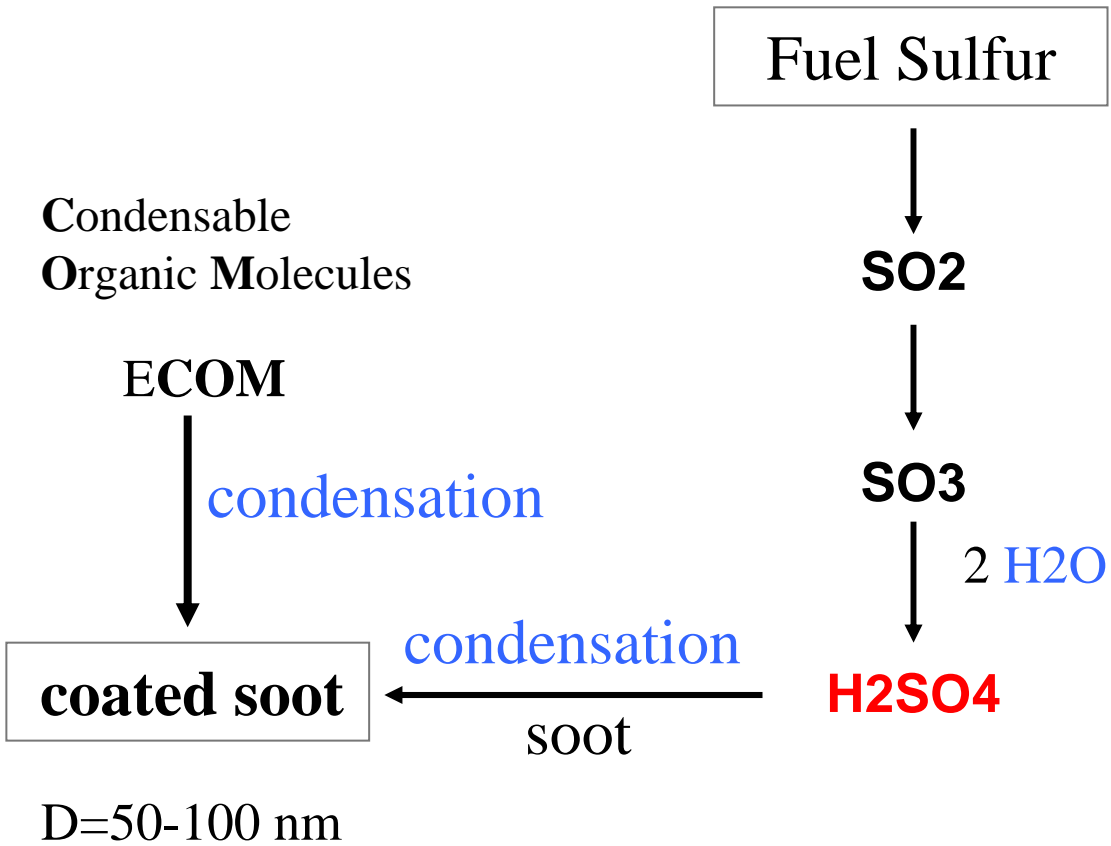 Fuel Sulfur
Condensable
Organic Molecules
SO2
ECOM
condensation
SO3
2 H2O
condensation
coated soot
H2SO4
soot
D=50-100 nm